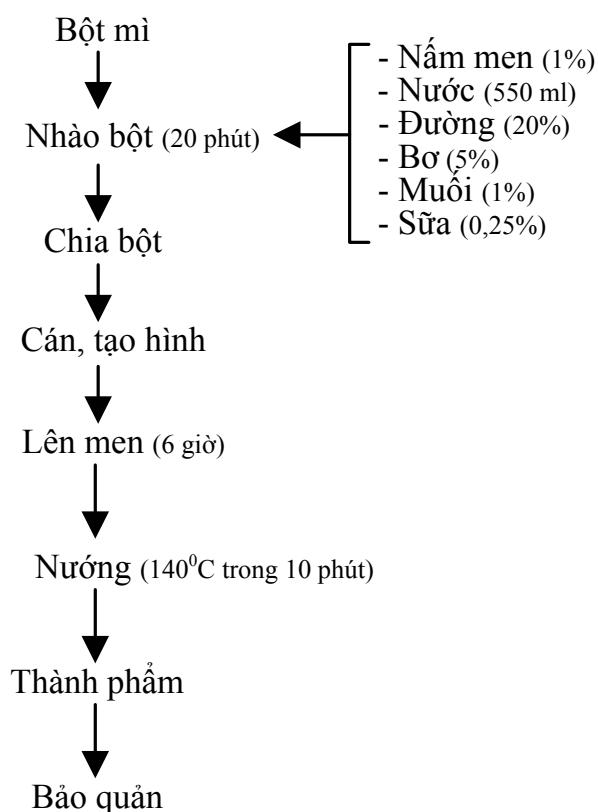 Bột mì
- Nấm men (1%)
- Nước (550 ml)
- Đường (20%)
- Bơ (5%)
- Muối (1%)
- Sữa (0,25%)
Nhào bột (20 phút)
Chia bột
Cán, tạo hình
Lên men (6 giờ)
Nướng (140⁰C trong 10 phút)
Thành phẩm
Bảo quản